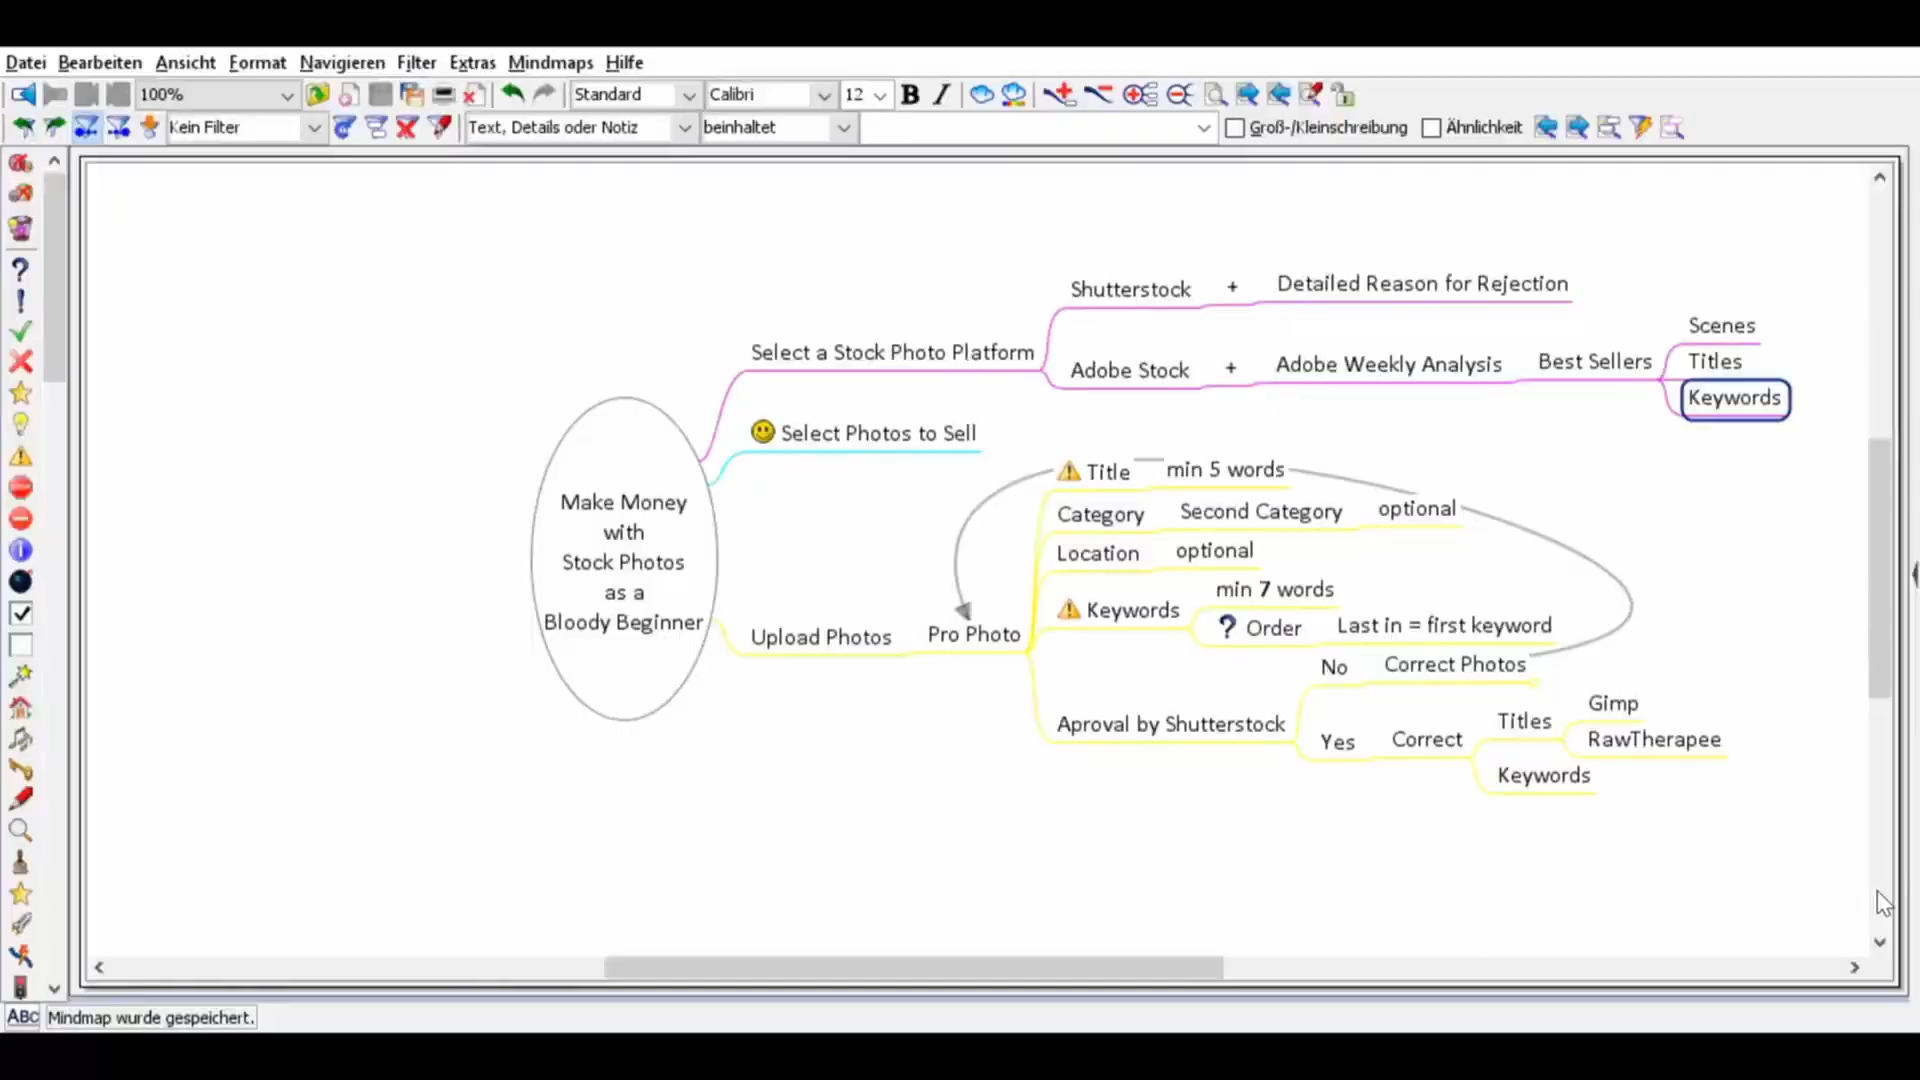 Datei Bearbeiten Ansicht Format Navigieren Filter Extras Mindmaps Hilfe
100% Standard Calibri 12 B I
Kein Filter Text, Details oder Notiz beinhaltet Groß-/Kleinschreibung Ähnlichkeit
Shutterstock + Detailed Reason for Rejection
Scenes
Select a Stock Photo Platform
Adobe Stock + Adobe Weekly Analysis Best Sellers Titles
Keywords
Select Photos to Sell
Title min 5 words
Make Money
with
Stock Photos
as a
Bloody Beginner
Category Second Category optional
Location optional
min 7 words
Keywords
Order Last in = first keyword
Upload Photos Pro Photo
No Correct Photos
Aproval by Shutterstock
Yes Correct Titles Gimp
RawTherapee
Keywords
ABC Mindmap wurde gespeichert.